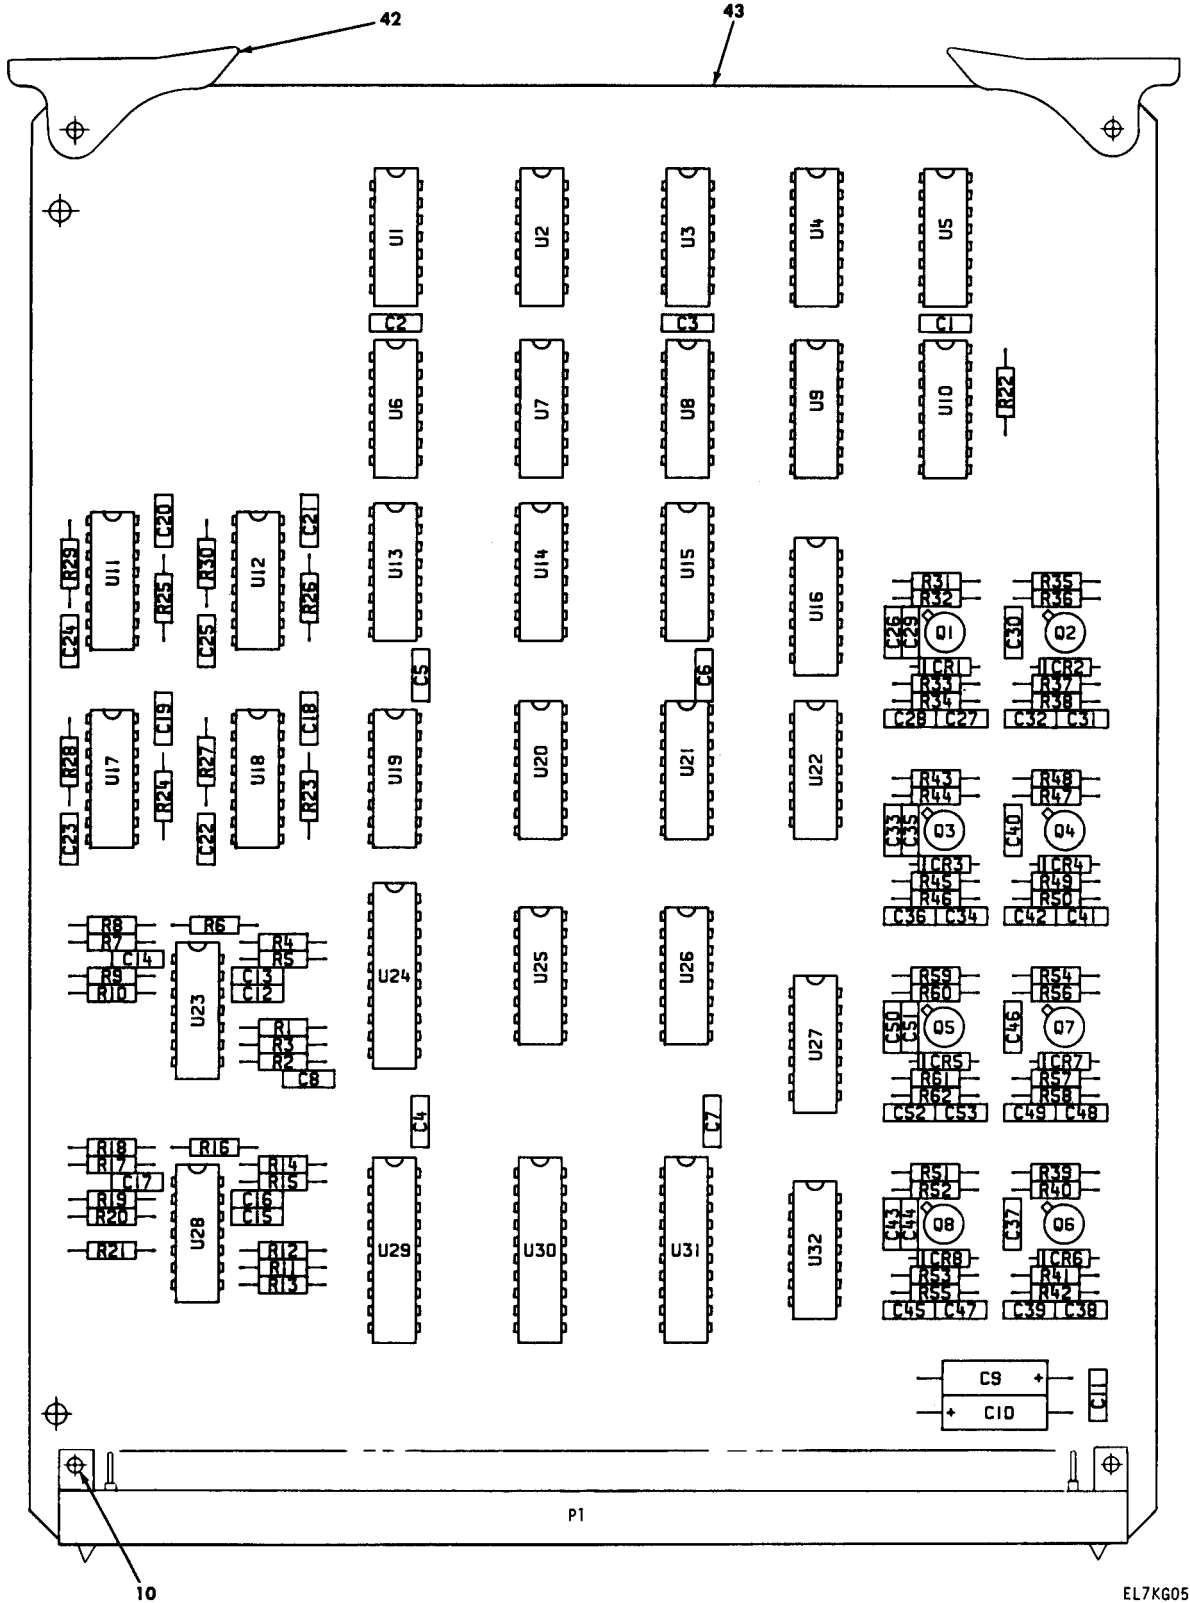 42 43
U1 U2 U3 U4 U5
C2 C3 C1
U6 U7 U8 U9 U10 R22
C20 C21
R29 U11 R25 R30 U12 R26 U13 U14 U15 U16
C24 C25
R31 R35
R32 R36
C26 C29 Q1 C30 Q2
C5 C6
CR1 CR2
R33 R37
R34 R38
C28 C27 C32 C31
C19 C18
R28 U17 R24 R27 U18 R23 U19 U20 U21 U22
C23 C22
R43 R48
R44 R47
C33 C35 Q3 C40 Q4
CR3 CR4
R45 R49
R46 R50
C36 C34 C42 C41
R8 R6
R7 R4
C14 R5
R9 C13
R10 C12
U23 U24 U25 U26 U27
R1
R3
R2
C8
R59 R54
R60 R56
C50 C51 Q5 C46 Q7
CR5 CR7
R61 R57
R62 R58
C52 C53 C49 C48
C4 C7
R18 R16
R17 R14
C17 R15
R19 C16
R20 C15
U28 U29 U30 U31 U32
R21 R12
R11
R13
R51 R39
R52 R40
C43 C44 Q8 C37 Q6
CR8 CR6
R53 R41
R55 R42
C45 C47 C39 C38
C9 +
+ C10
C11
P1
10
EL7KG05